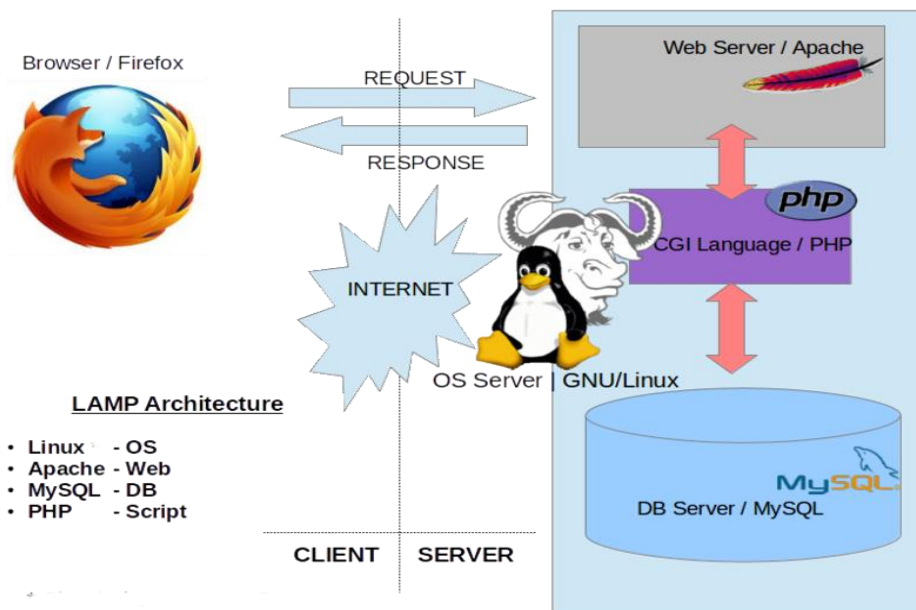 Browser / Firefox
REQUEST
RESPONSE
INTERNET
Web Server / Apache
php
CGI Language / PHP
OS Server | GNU/Linux
MySQL
DB Server / MySQL
LAMP Architecture
• Linux - OS
• Apache - Web
• MySQL - DB
• PHP - Script
CLIENT
SERVER